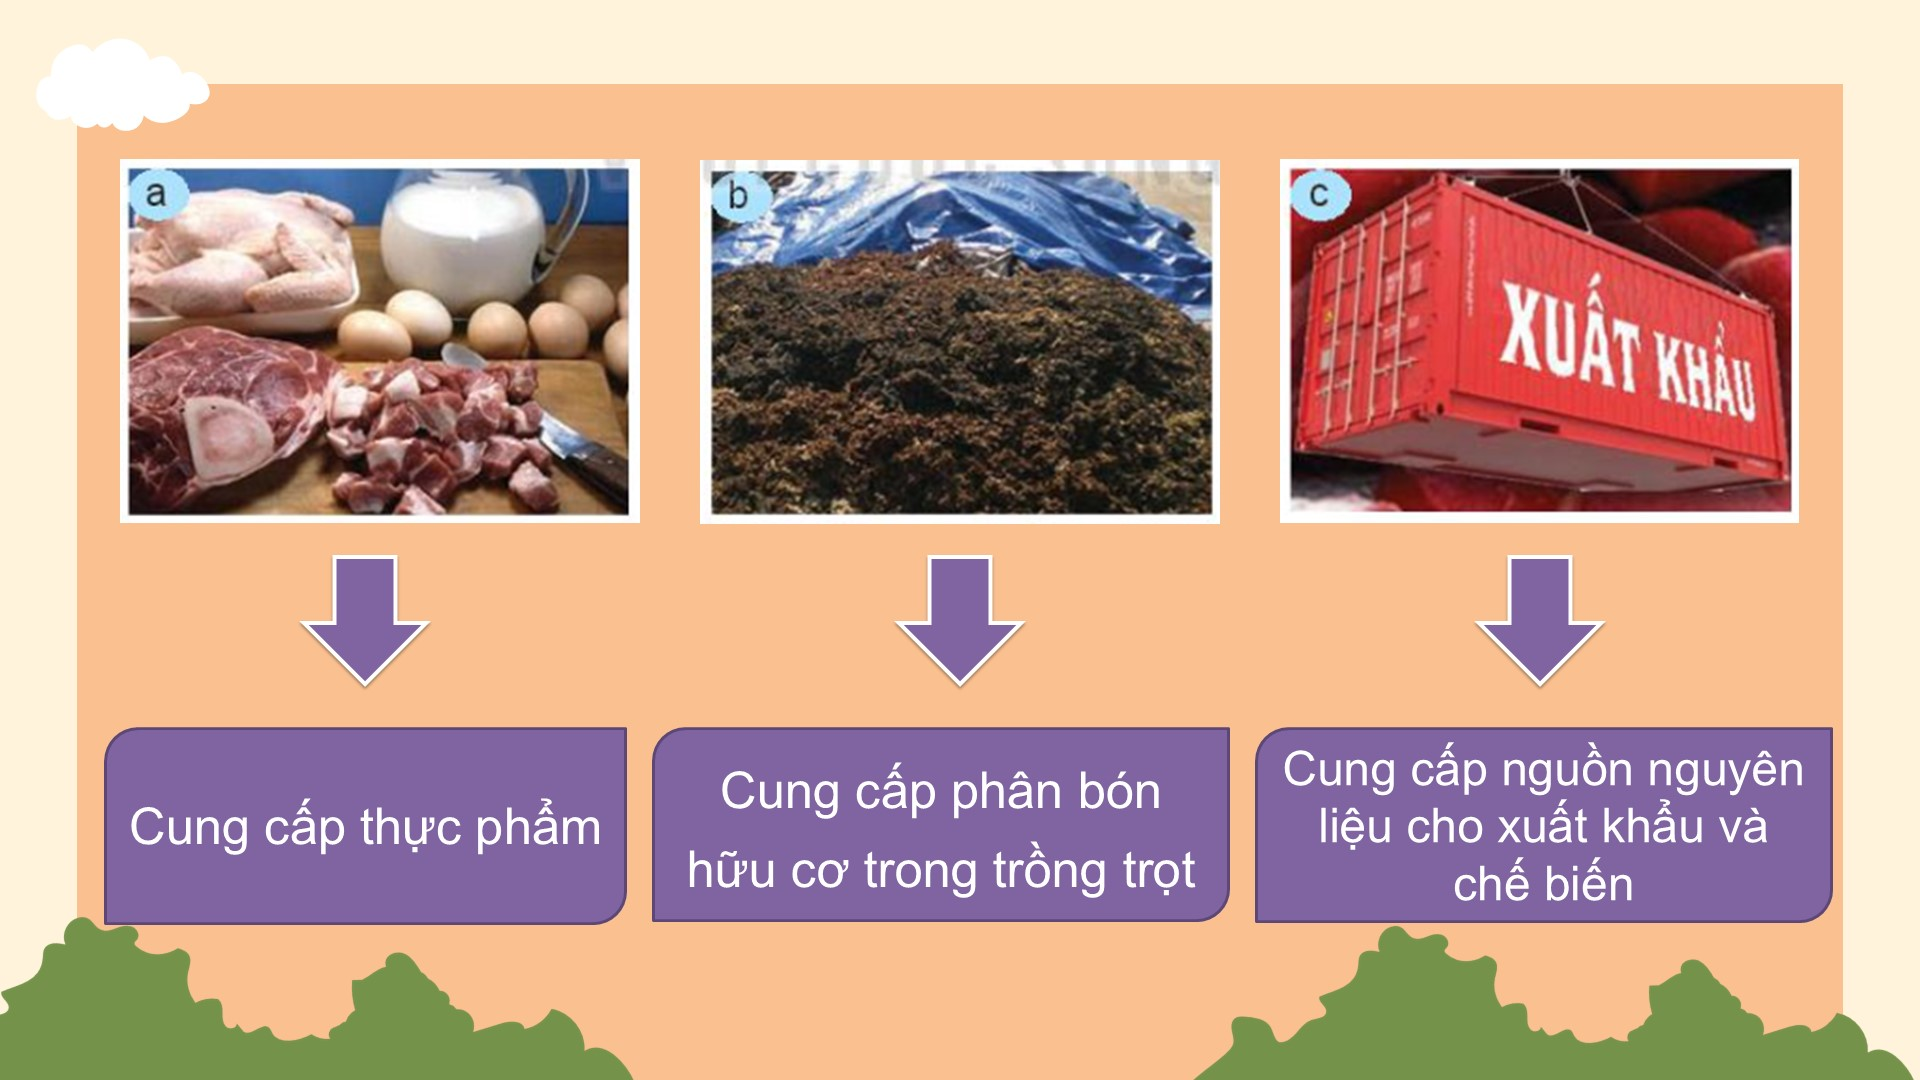 a
b
c
XUẤT KHẨU
Cung cấp thực phẩm
Cung cấp phân bón
hữu cơ trong trồng trọt
Cung cấp nguồn nguyên
liệu cho xuất khẩu và
chế biến